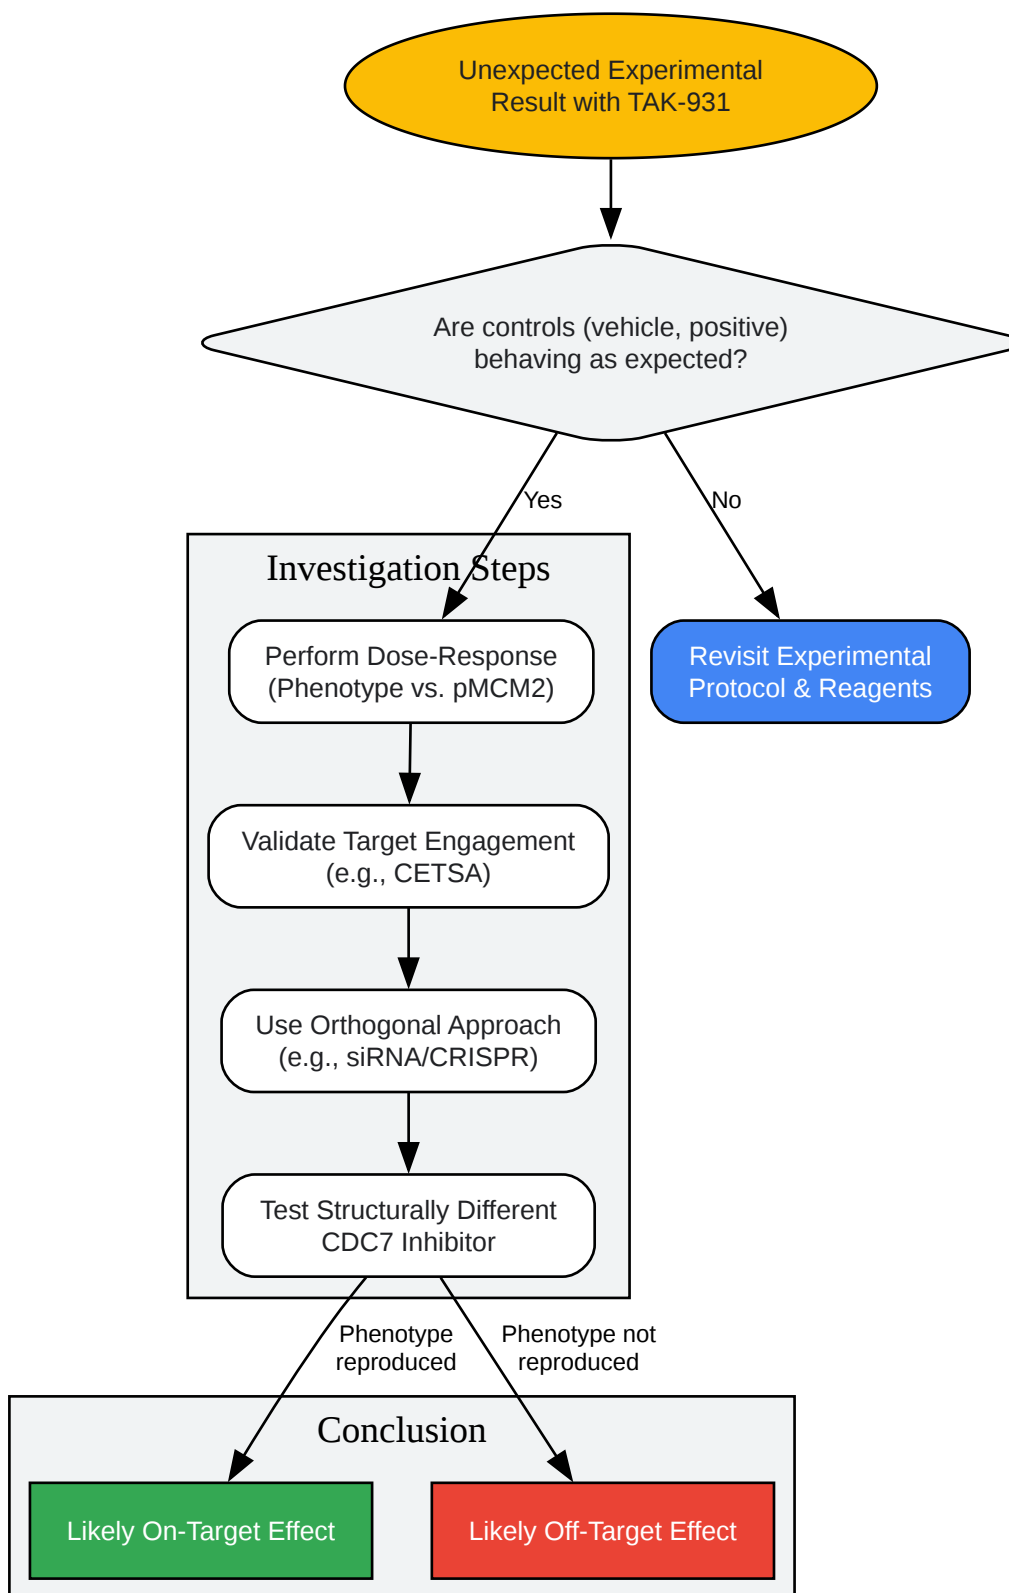 Unexpected Experimental
Result with TAK-931
Are controls (vehicle, positive)
behaving as expected?
Yes
No
Investigation Steps
Perform Dose-Response
(Phenotype vs. pMCM2)
Revisit Experimental
Protocol & Reagents
Validate Target Engagement
(e.g., CETSA)
Use Orthogonal Approach
(e.g., siRNA/CRISPR)
Test Structurally Different
CDC7 Inhibitor
Phenotype
reproduced
Phenotype not
reproduced
Conclusion
Likely On-Target Effect
Likely Off-Target Effect